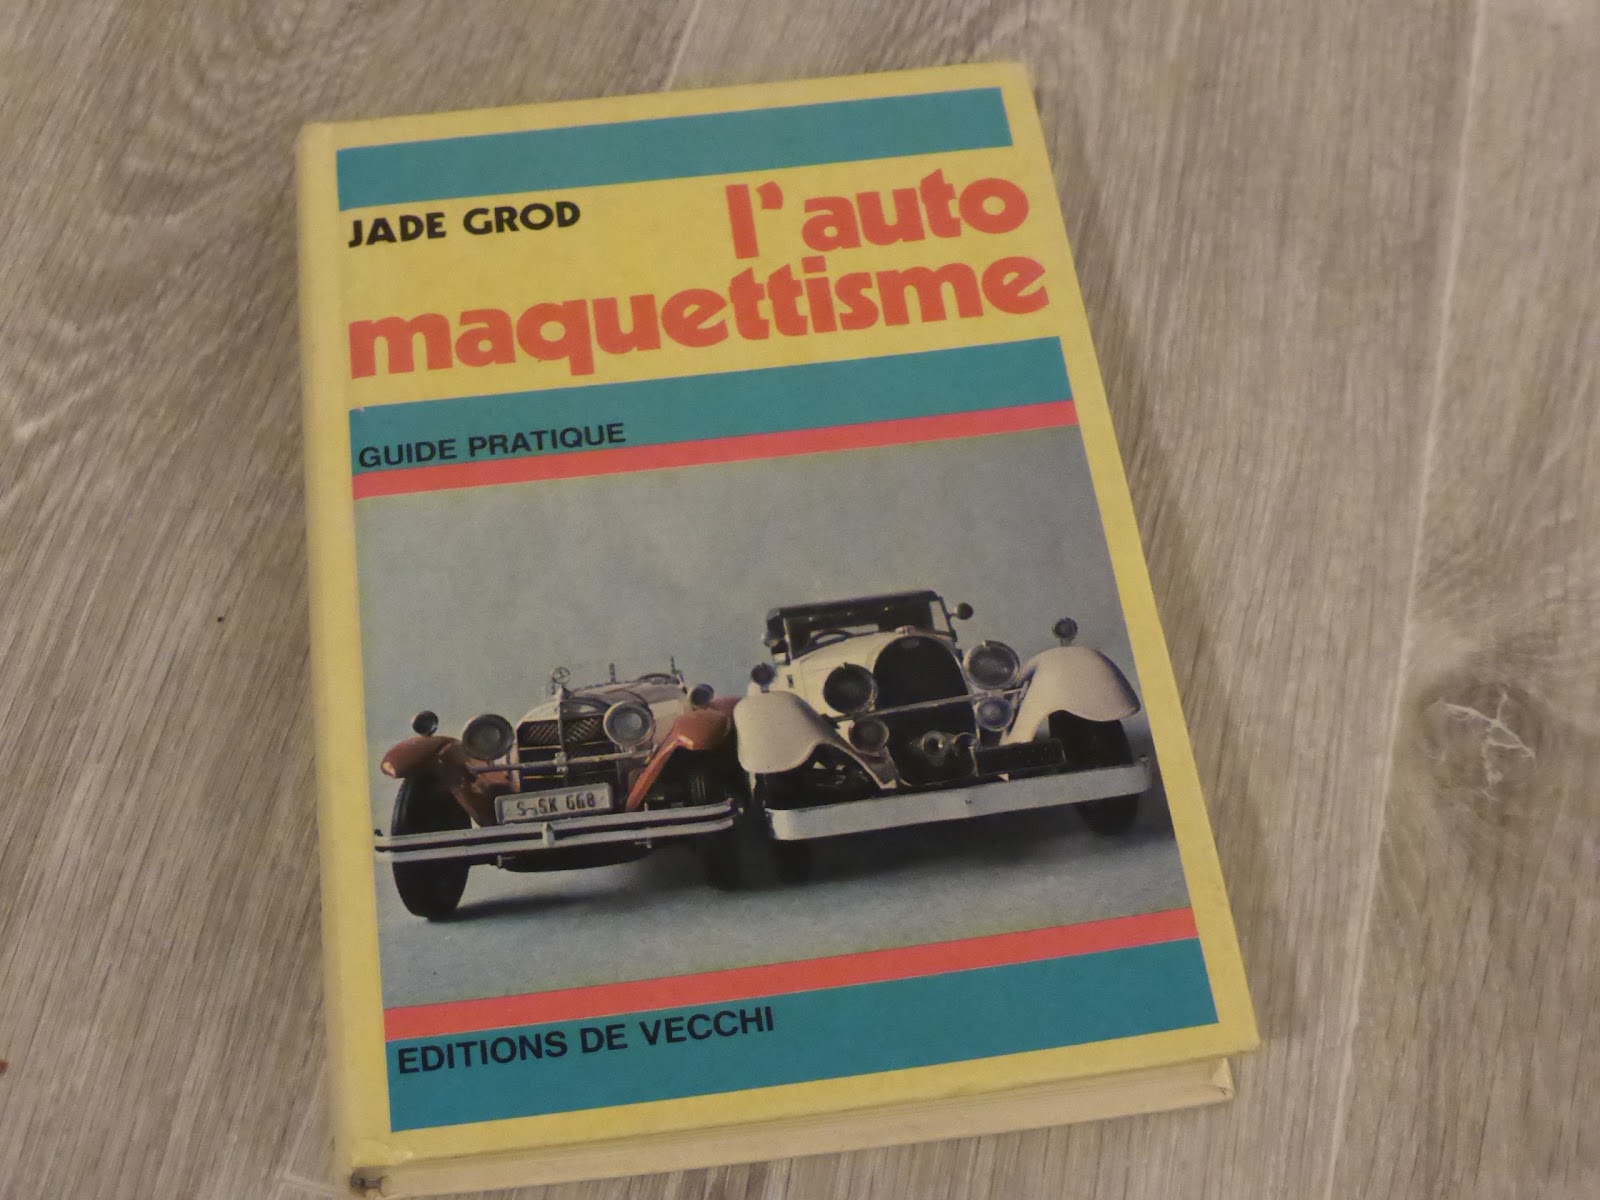 JADE GROD
l'auto
maquettisme
GUIDE PRATIQUE
S-SK 668
EDITIONS DE VECCHI